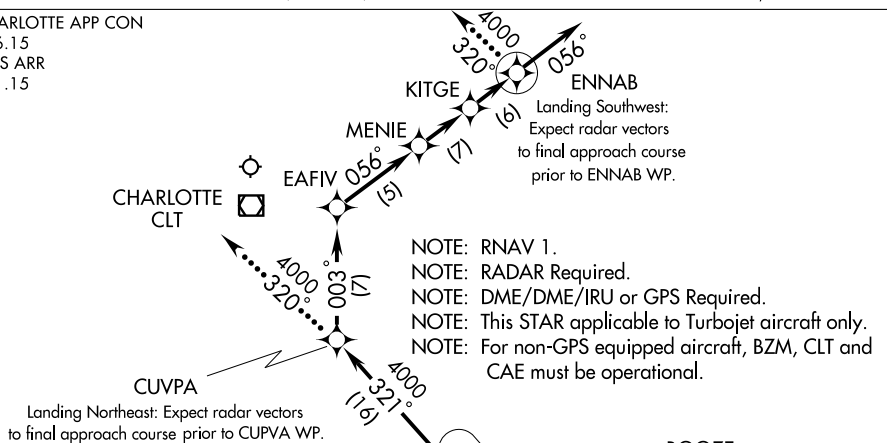 ARLOTTE APP CON
.15
S ARR
.15
4000
320°
056°
ENNAB
Landing Southwest:
Expect radar vectors
to final approach course
prior to ENNAB WP.
KITGE
(6)
MENIE
(7)
056°
(5)
EAFIV
CHARLOTTE
CLT
003°
(7)
4000
320°
NOTE: RNAV 1.
NOTE: RADAR Required.
NOTE: DME/DME/IRU or GPS Required.
NOTE: This STAR applicable to Turbojet aircraft only.
NOTE: For non-GPS equipped aircraft, BZM, CLT and
CAE must be operational.
CUVPA
Landing Northeast: Expect radar vectors
to final approach course prior to CUPVA WP.
4000
321°
(16)